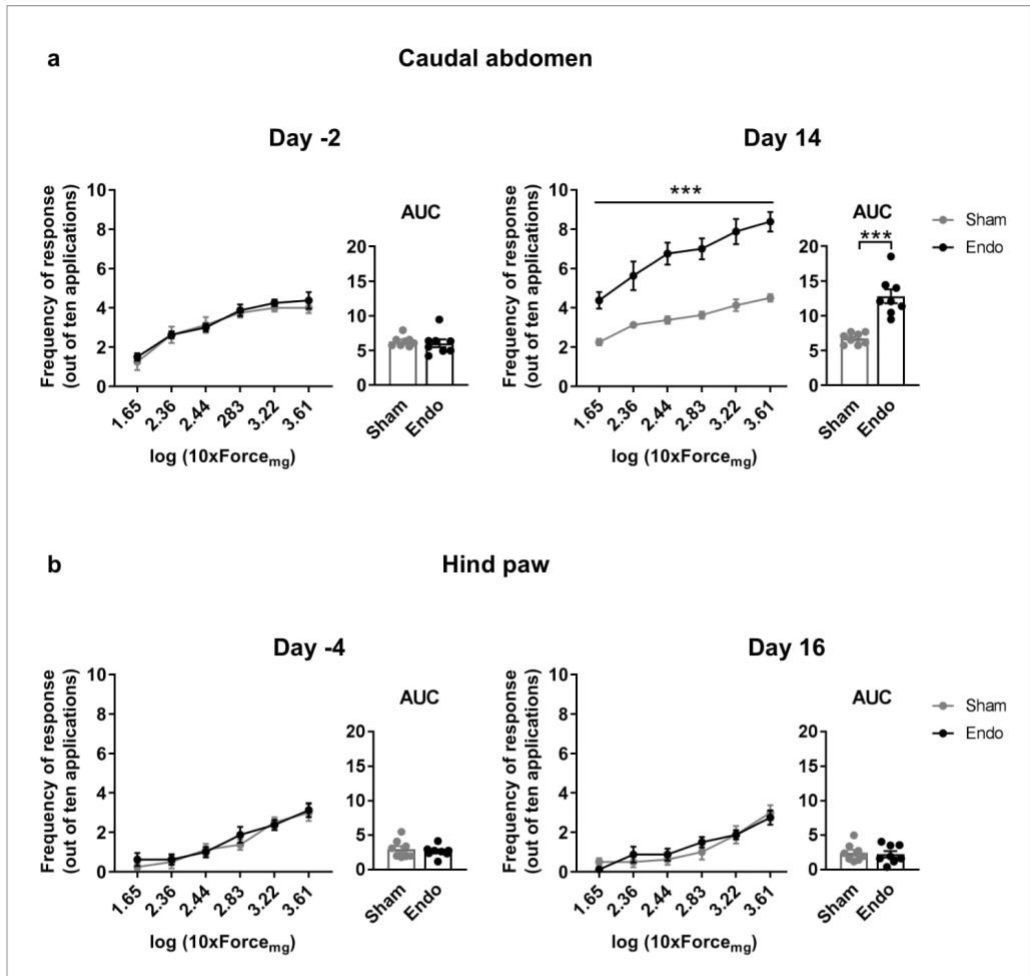 a
Caudal abdomen
Day -2
Frequency of response
(out of ten applications)
10
8
6
4
2
0
1.65
2.36
2.44
283
3.22
3.61
log (10xForcemg)
AUC
20
15
10
5
0
Sham
Endo
Day 14
Frequency of response
(out of ten applications)
10
8
6
4
2
0
***
1.65
2.36
2.44
2.83
3.22
3.61
log (10xForcemg)
AUC
***
20
15
10
5
0
Sham
Endo
Sham
Endo
b
Hind paw
Day -4
Frequency of response
(out of ten applications)
10
8
6
4
2
0
1.65
2.36
2.44
2.83
3.22
3.61
log (10xForcemg)
AUC
20
15
10
5
0
Sham
Endo
Day 16
Frequency of response
(out of ten applications)
10
8
6
4
2
0
1.65
2.36
2.44
2.83
3.22
3.61
log (10xForcemg)
AUC
20
15
10
5
0
Sham
Endo
Sham
Endo